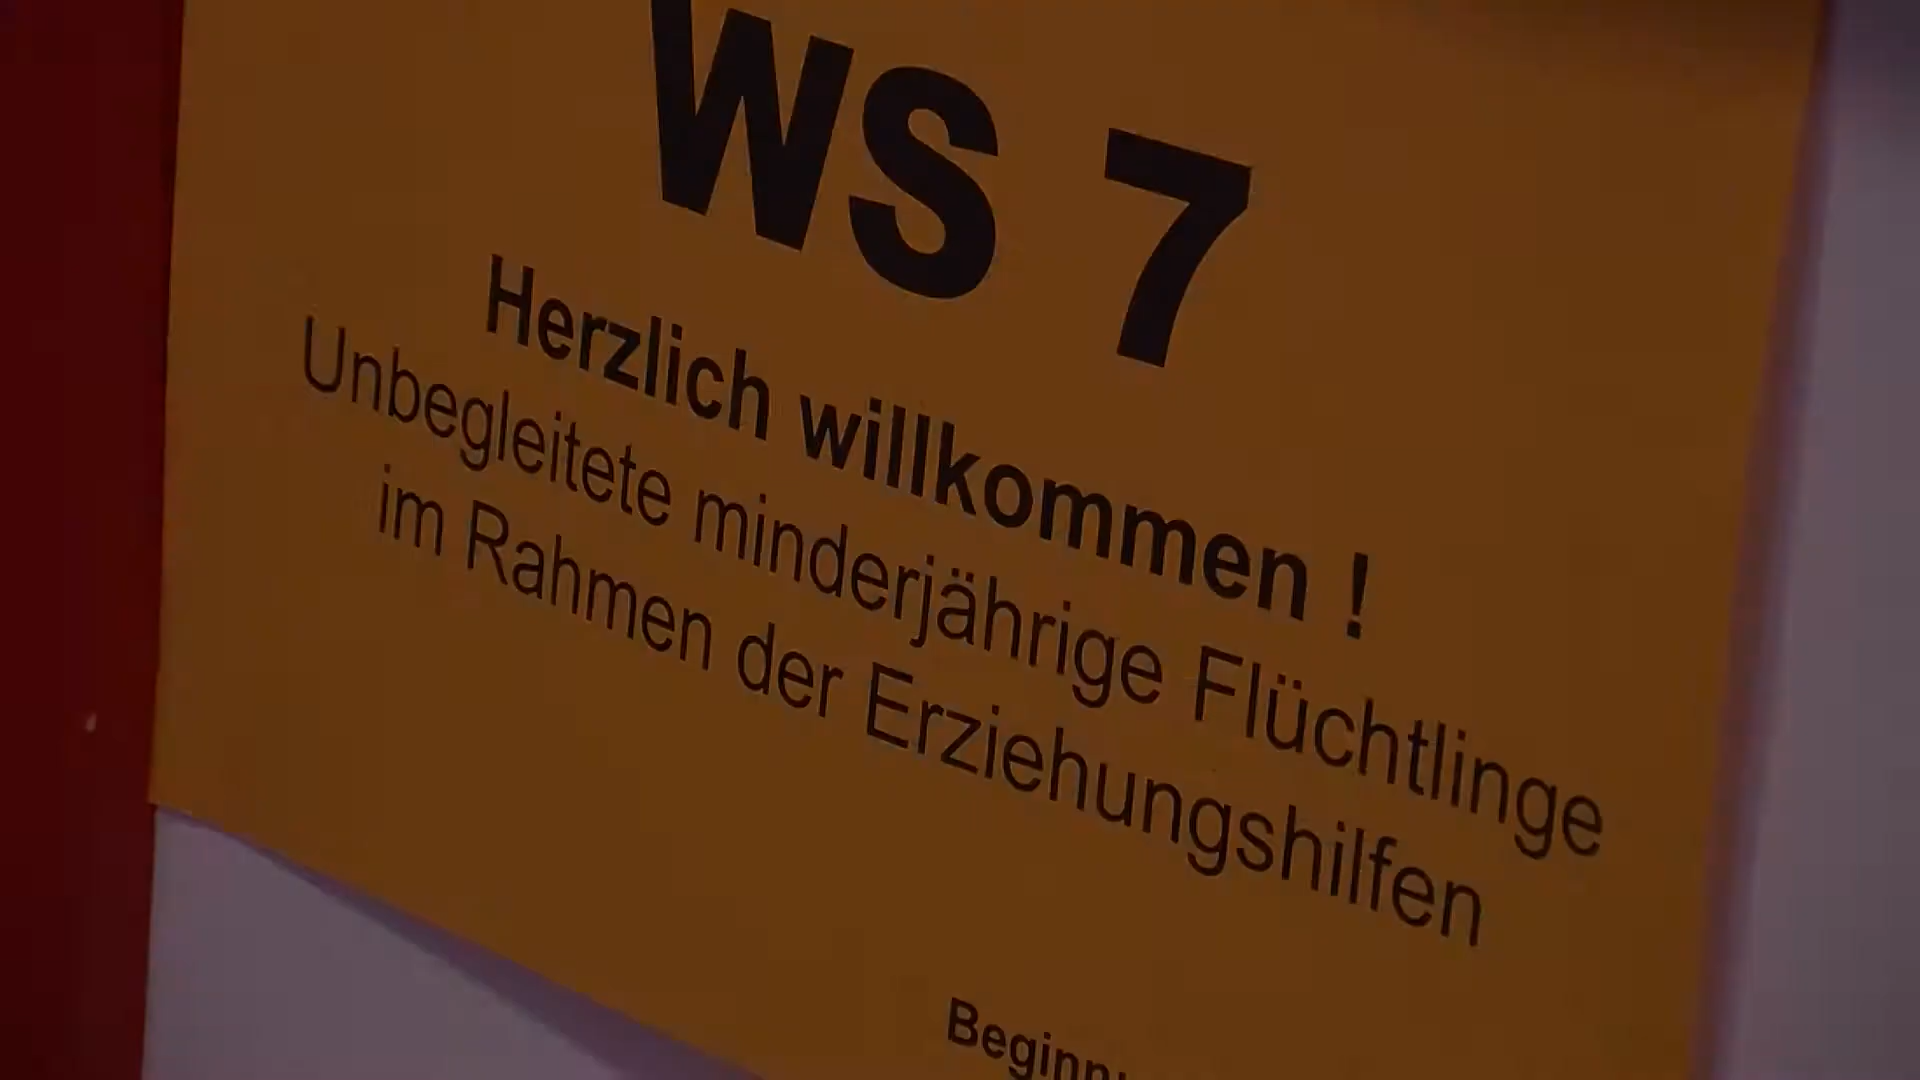 WS 7
Herzlich willkommen !
Unbegleitete minderjährige Flüchtlinge
im Rahmen der Erziehungshilfen